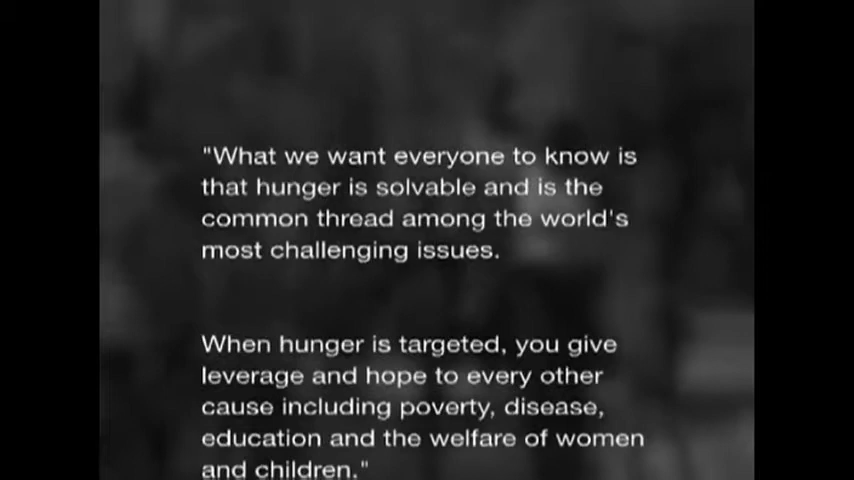 "What we want everyone to know is
that hunger is solvable and is the
common thread among the world's
most challenging issues.
When hunger is targeted, you give
leverage and hope to every other
cause including poverty, disease,
education and the welfare of women
and children."